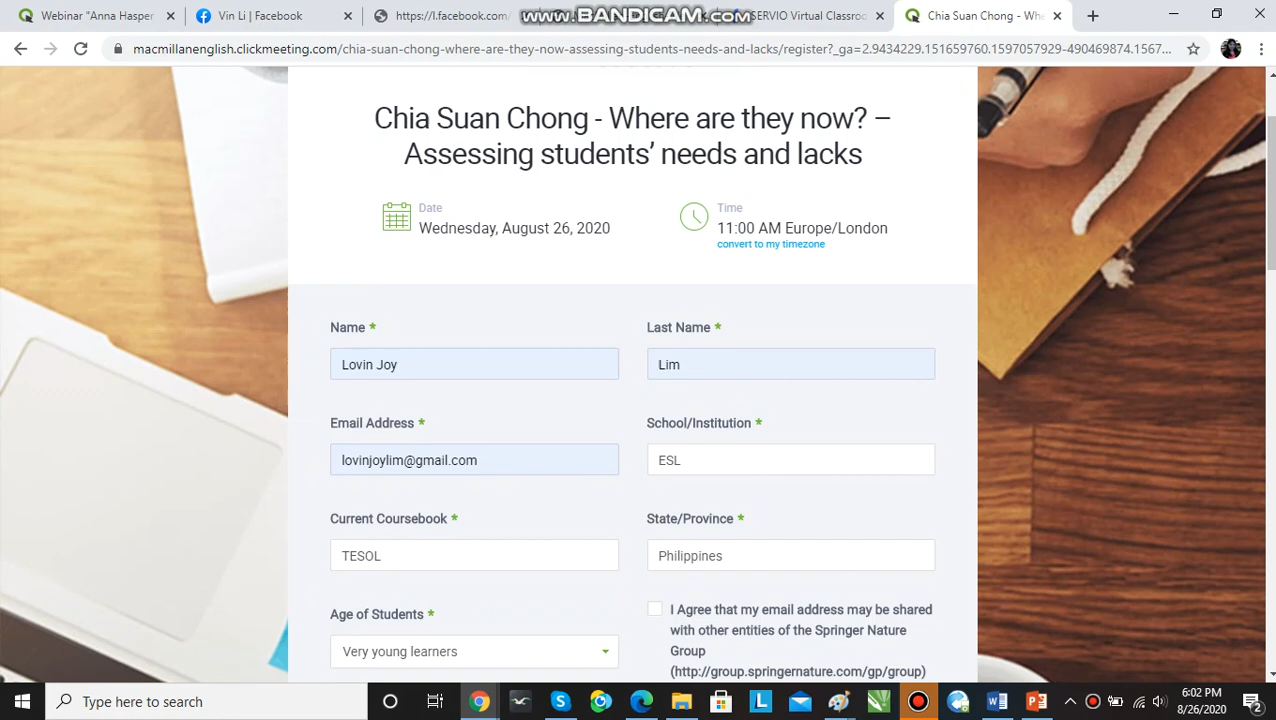 Webinar "Anna Hasper
Vin Li | Facebook
https://l.facebook.com/
www.BANDICAM.com
SERVIO Virtual Classroo
Chia Suan Chong - Whe
macmillanenglish.clickmeeting.com/chia-suan-chong-where-are-they-now-assessing-students-needs-and-lacks/register?_ga=2.9434229.151659760.1597057929-490469874.1567...
Chia Suan Chong - Where are they now? –
Assessing students’ needs and lacks
Date
Wednesday, August 26, 2020
Time
11:00 AM Europe/London
convert to my timezone
Name *
Last Name *
Lovin Joy
Lim
Email Address *
School/Institution *
lovinjoylim@gmail.com
ESL
Current Coursebook *
State/Province *
TESOL
Philippines
Age of Students *
Very young learners
I Agree that my email address may be shared
with other entities of the Springer Nature
Group
(http://group.springernature.com/gp/group)
Type here to search
6:02 PM
8/26/2020
2